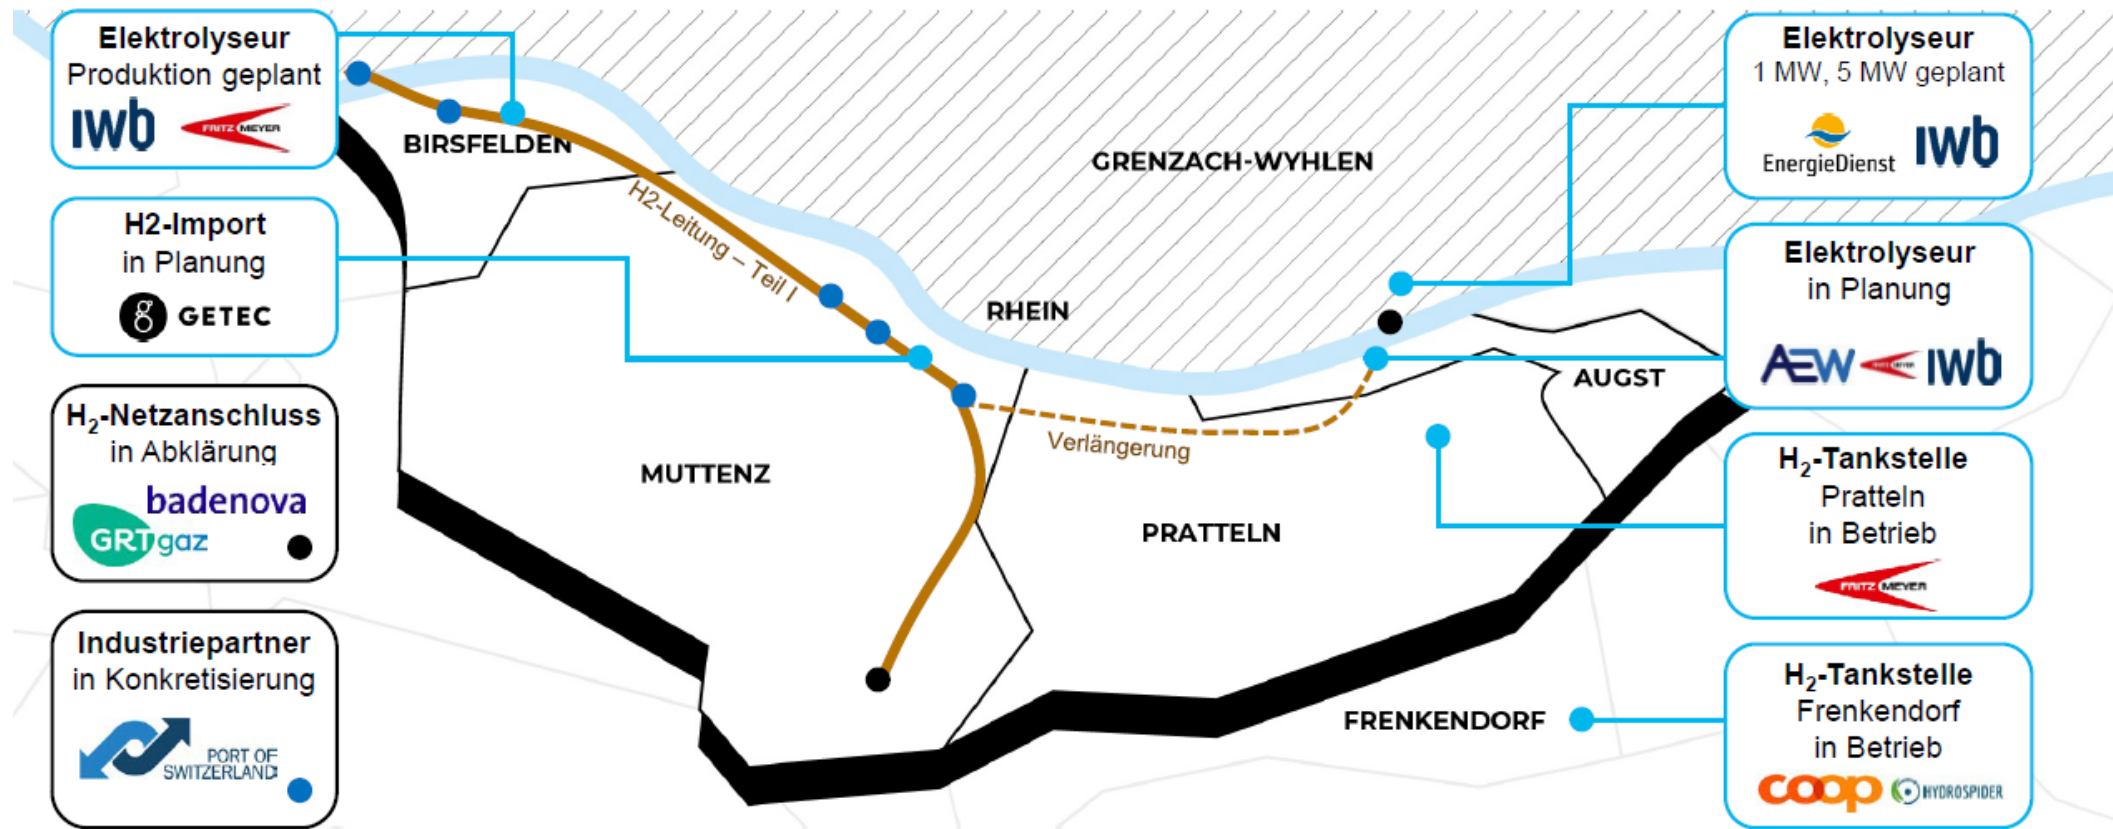 Elektrolyseur
Produktion geplant
iwb
FRITZ MEYER
H2-Import
in Planung
g GETEC
H₂-Netzanschluss
in Abklärung
badenova
GRTgaz
Industriepartner
in Konkretisierung
PORT OF
SWITZERLAND
BIRSFELDEN
H2-Leitung – Teil I
GRENZACH-WYHLEN
RHEIN
MUTTENZ
Verlängerung
PRATTELN
AUGST
FRENKENDORF
Elektrolyseur
1 MW, 5 MW geplant
EnergieDienst
iwb
Elektrolyseur
in Planung
AEW
iwb
H₂-Tankstelle
Pratteln
in Betrieb
FRITZ MEYER
H₂-Tankstelle
Frenkendorf
in Betrieb
coop
HYDROSPIDER